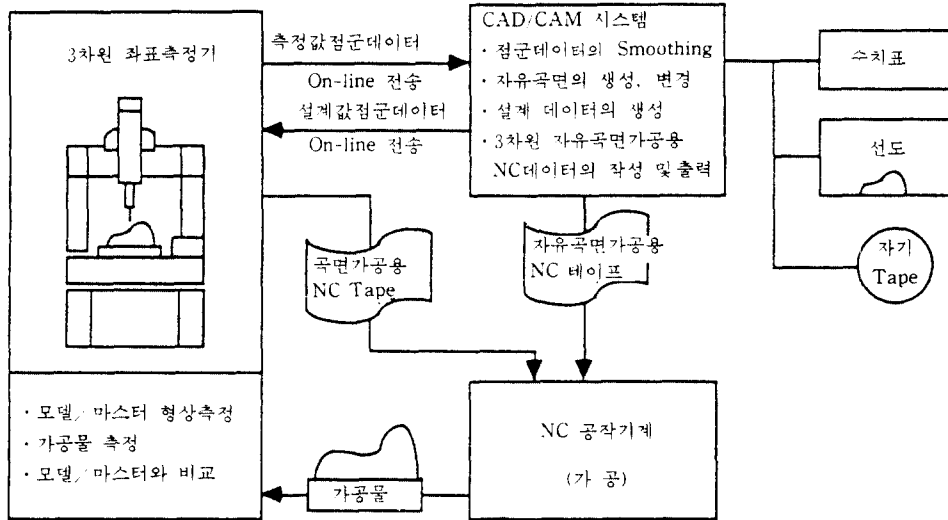 3차원 좌표측정기
측정값점군데이터
On-line 전송
설계값점군데이터
On-line 전송
CAD/CAM 시스템
· 점군데이터의 Smoothing
· 자유곡면의 생성, 변경
· 설계 데이터의 생성
· 3차원 자유곡면가공용
NC데이터의 작성 및 출력
수치표
선도
자기
Tape
곡면가공용
NC Tape
자유곡면가공용
NC 테이프
· 모델/마스터 형상측정
· 가공물 측정
· 모델/마스터와 비교
가공물
NC 공작기계
(가 공)